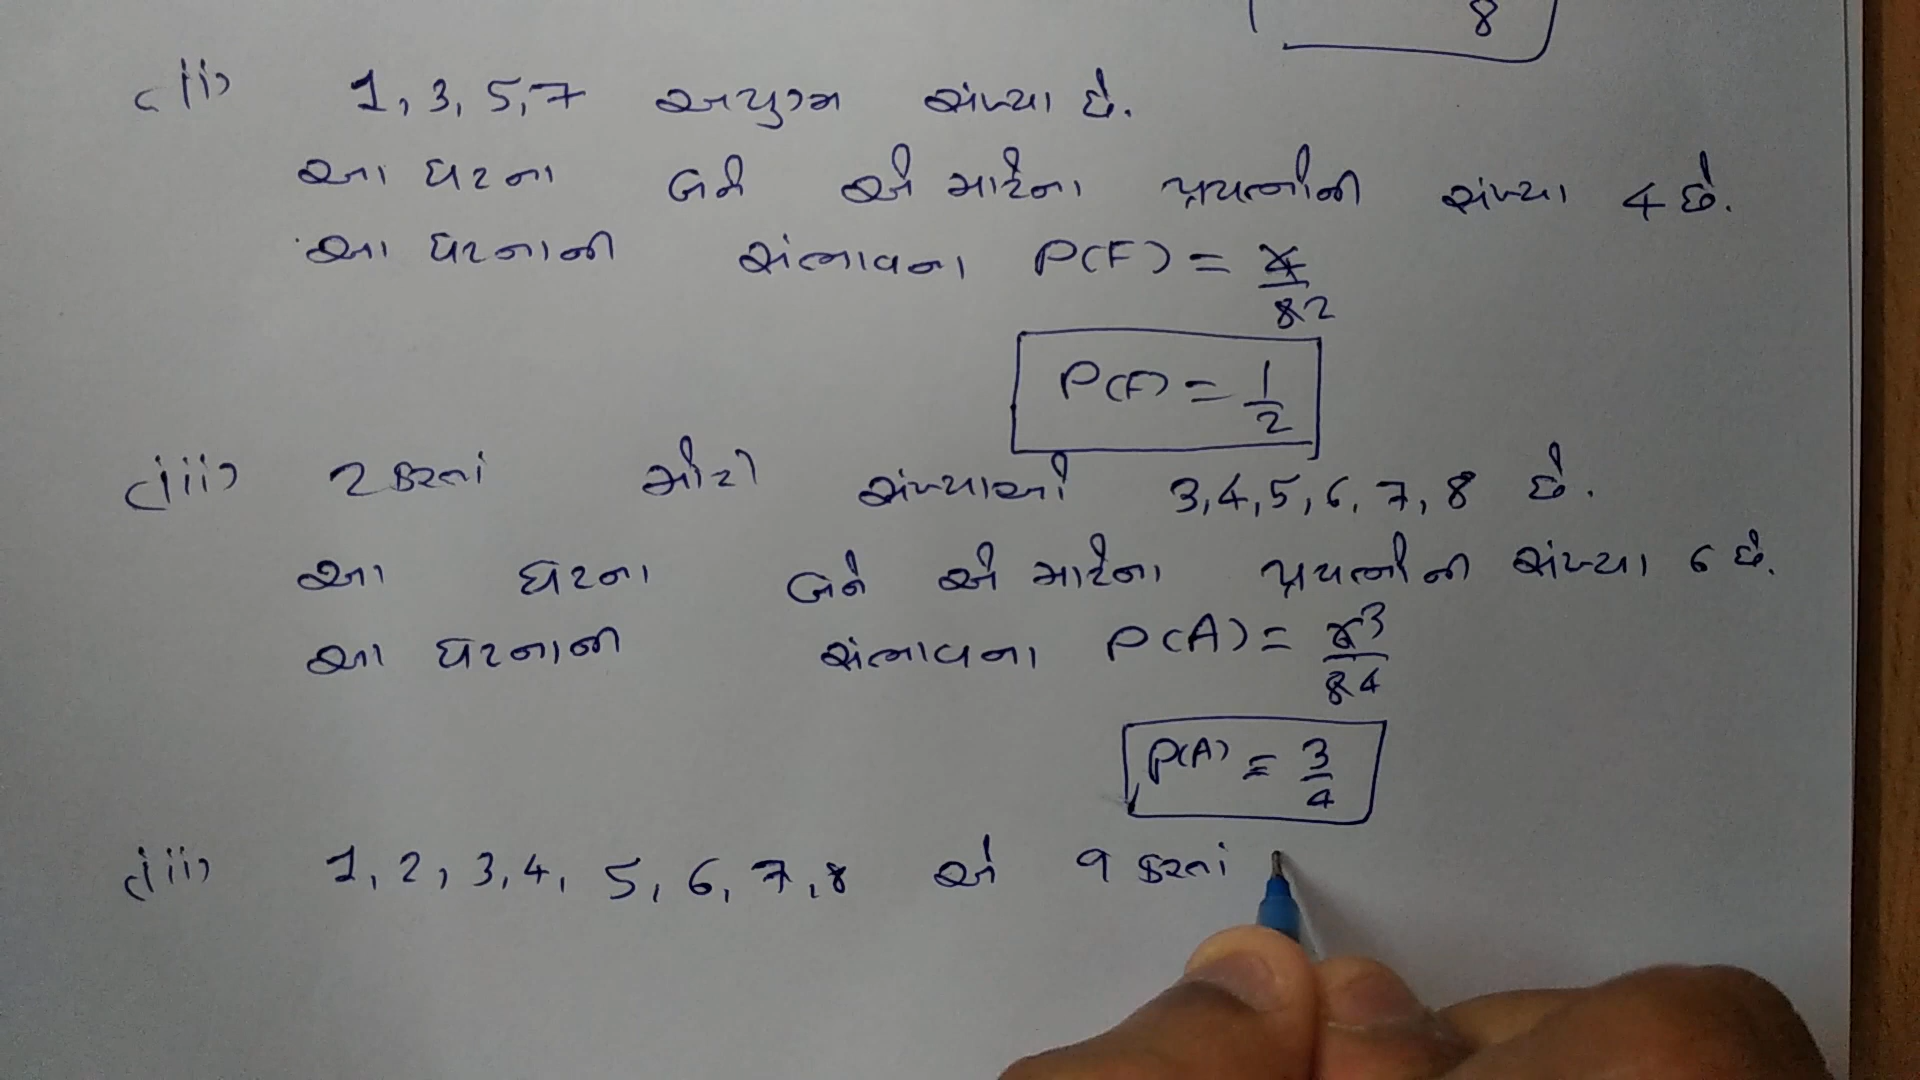 8
(ii) 1, 3, 5, 7 અયુગ્મ સંખ્યા છે.
આ ઘટના બને એ માટેના પ્રયત્નોની સંખ્યા 4 છે.
આ ઘટનાની સંભાવના P(F) = 4/8 2
P(F) = 1/2
(iii) 2 કરતાં મોટી સંખ્યાઓ 3, 4, 5, 6, 7, 8 છે.
આ ઘટના બને એ માટેના પ્રયત્નોની સંખ્યા 6 છે.
આ ઘટનાની સંભાવના P(A) = 6 3/8 4
P(A) = 3/4
(iii) 1, 2, 3, 4, 5, 6, 7, 8 એ 9 કરતાં